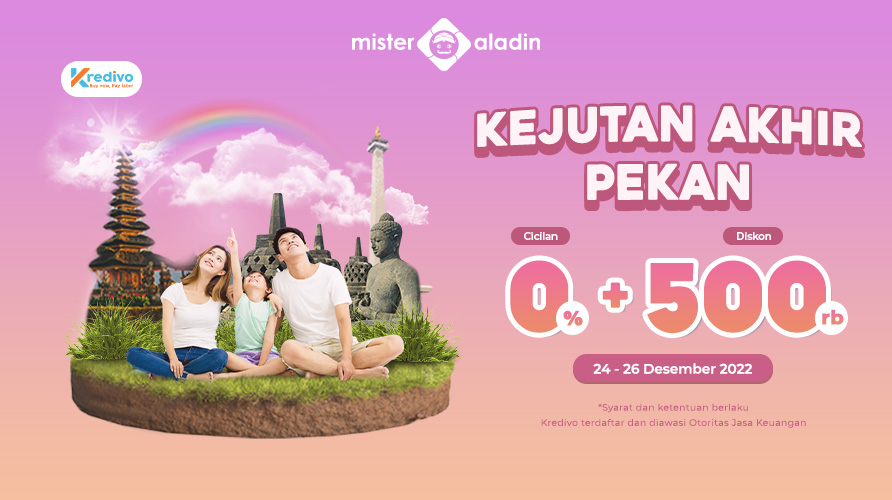 mister aladin
Kredivo
Buy now, Pay later
KEJUTAN AKHIR
PEKAN
Cicilan
0%
+
Diskon
500rb
24 - 26 Desember 2022
*Syarat dan ketentuan berlaku
Kredivo terdaftar dan diawasi Otoritas Jasa Keuangan